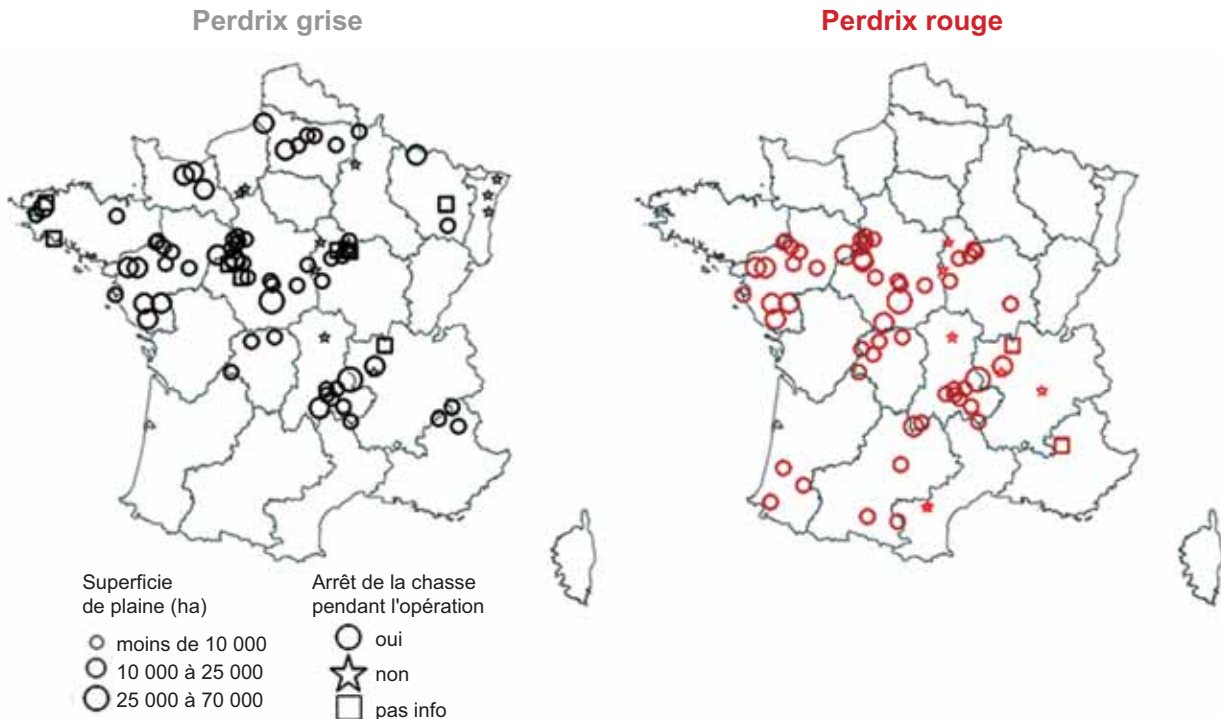 Perdrix grise
Perdrix rouge
Superficie
de plaine (ha)
moins de 10 000
10 000 à 25 000
25 000 à 70 000
Arrêt de la chasse
pendant l'opération
oui
non
pas info